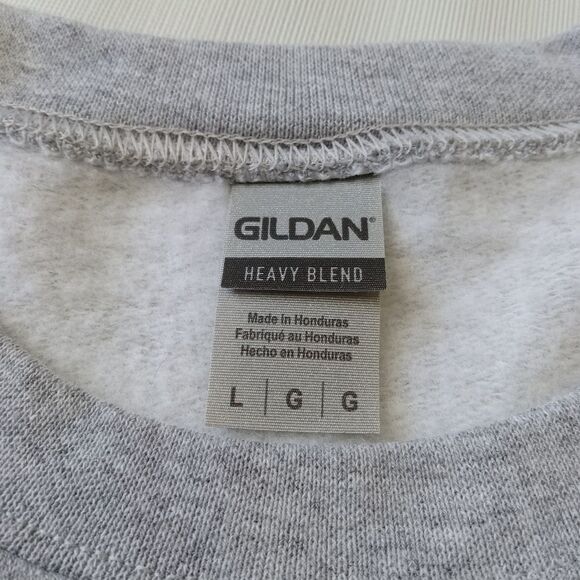 GILDAN®
HEAVY BLEND
Made in Honduras
Fabriqué au Honduras
Hecho en Honduras
L | G | G